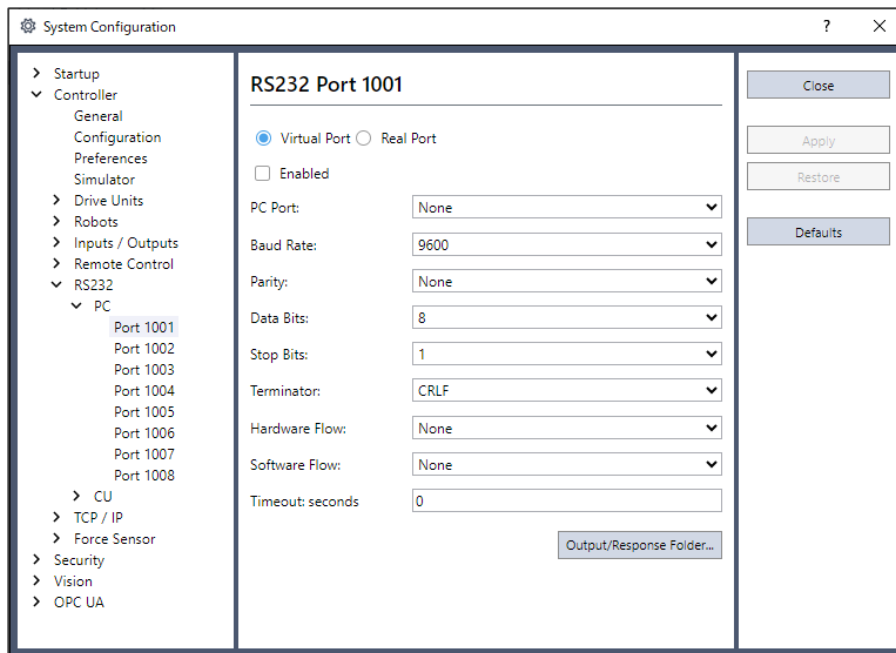 System Configuration
?
Startup
Controller
General
Configuration
Preferences
Simulator
Drive Units
Robots
Inputs / Outputs
Remote Control
RS232
PC
Port 1001
Port 1002
Port 1003
Port 1004
Port 1005
Port 1006
Port 1007
Port 1008
CU
TCP / IP
Force Sensor
Security
Vision
OPC UA
RS232 Port 1001
Virtual Port Real Port
Enabled
PC Port: None
Baud Rate: 9600
Parity: None
Data Bits: 8
Stop Bits: 1
Terminator: CRLF
Hardware Flow: None
Software Flow: None
Timeout: seconds 0
Output/Response Folder...
Close
Apply
Restore
Defaults